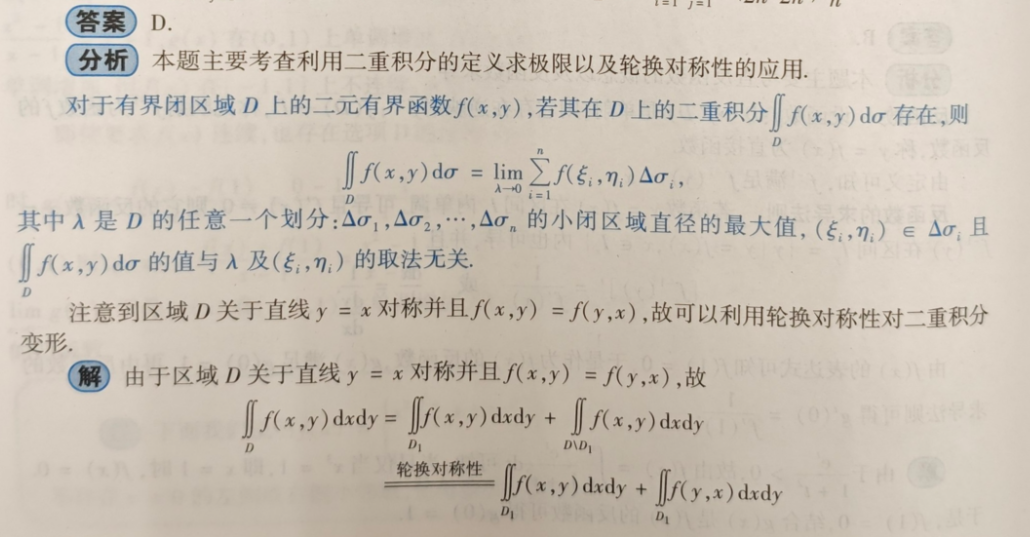 答案 D.
分析 本题主要考查利用二重积分的定义求极限以及轮换对称性的应用.
对于有界闭区域 D 上的二元有界函数f(x,y),若其在 D 上的二重积分∬_D f(x,y)dσ 存在,则
∬_D f(x,y)dσ = lim_{λ→0} ∑_{i=1}^{n} f(ξ_i,η_i)Δσ_i,
其中 λ 是 D 的任意一个划分:Δσ_1,Δσ_2,⋯,Δσ_n 的小闭区域直径的最大值,(ξ_i,η_i) ∈ Δσ_i 且
∬_D f(x,y)dσ 的值与 λ 及(ξ_i,η_i) 的取法无关.
注意到区域 D 关于直线 y = x 对称并且f(x,y) = f(y,x),故可以利用轮换对称性对二重积分
变形.
解 由于区域 D 关于直线 y = x 对称并且f(x,y) = f(y,x),故
∬_D f(x,y)dxdy = ∬_{D_1} f(x,y)dxdy + ∬_{D\D_1} f(x,y)dxdy
轮换对称性 ∬_{D_1} f(x,y)dxdy + ∬_{D_1} f(y,x)dxdy